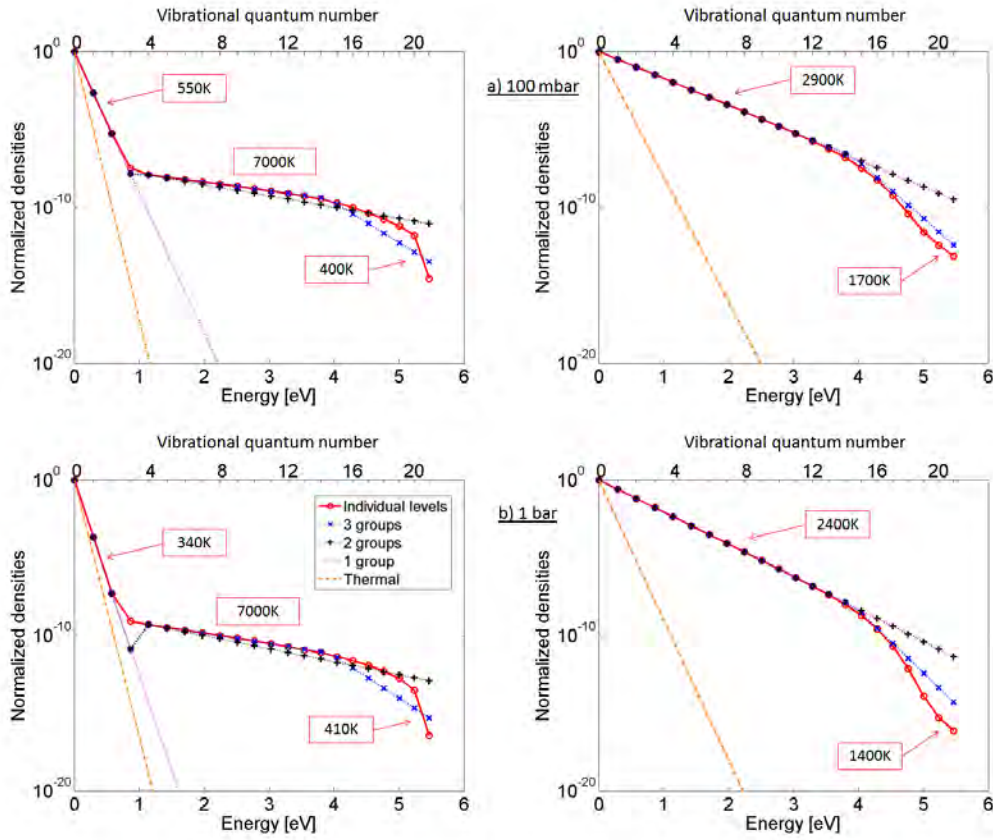 Vibrational quantum number
0 4 8 12 16 20
10^0
550K
7000K
400K
Normalized densities
10^-10
10^-20
0 1 2 3 4 5 6
Energy [eV]
Vibrational quantum number
0 4 8 12 16 20
10^0
2900K
a) 100 mbar
1700K
Normalized densities
10^-10
10^-20
0 1 2 3 4 5 6
Energy [eV]
Vibrational quantum number
0 4 8 12 16 20
10^0
340K
Individual levels
3 groups
2 groups
1 group
Thermal
7000K
410K
Normalized densities
10^-10
10^-20
0 1 2 3 4 5 6
Energy [eV]
Vibrational quantum number
0 4 8 12 16 20
10^0
b) 1 bar
2400K
1400K
Normalized densities
10^-10
10^-20
0 1 2 3 4 5 6
Energy [eV]